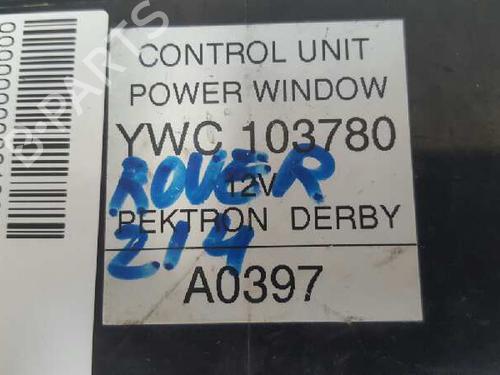 CONTROL UNIT
POWER WINDOW
YWC 103780
ROVER
12V
PEKTRON DERBY
214
A0397
B-PARTS